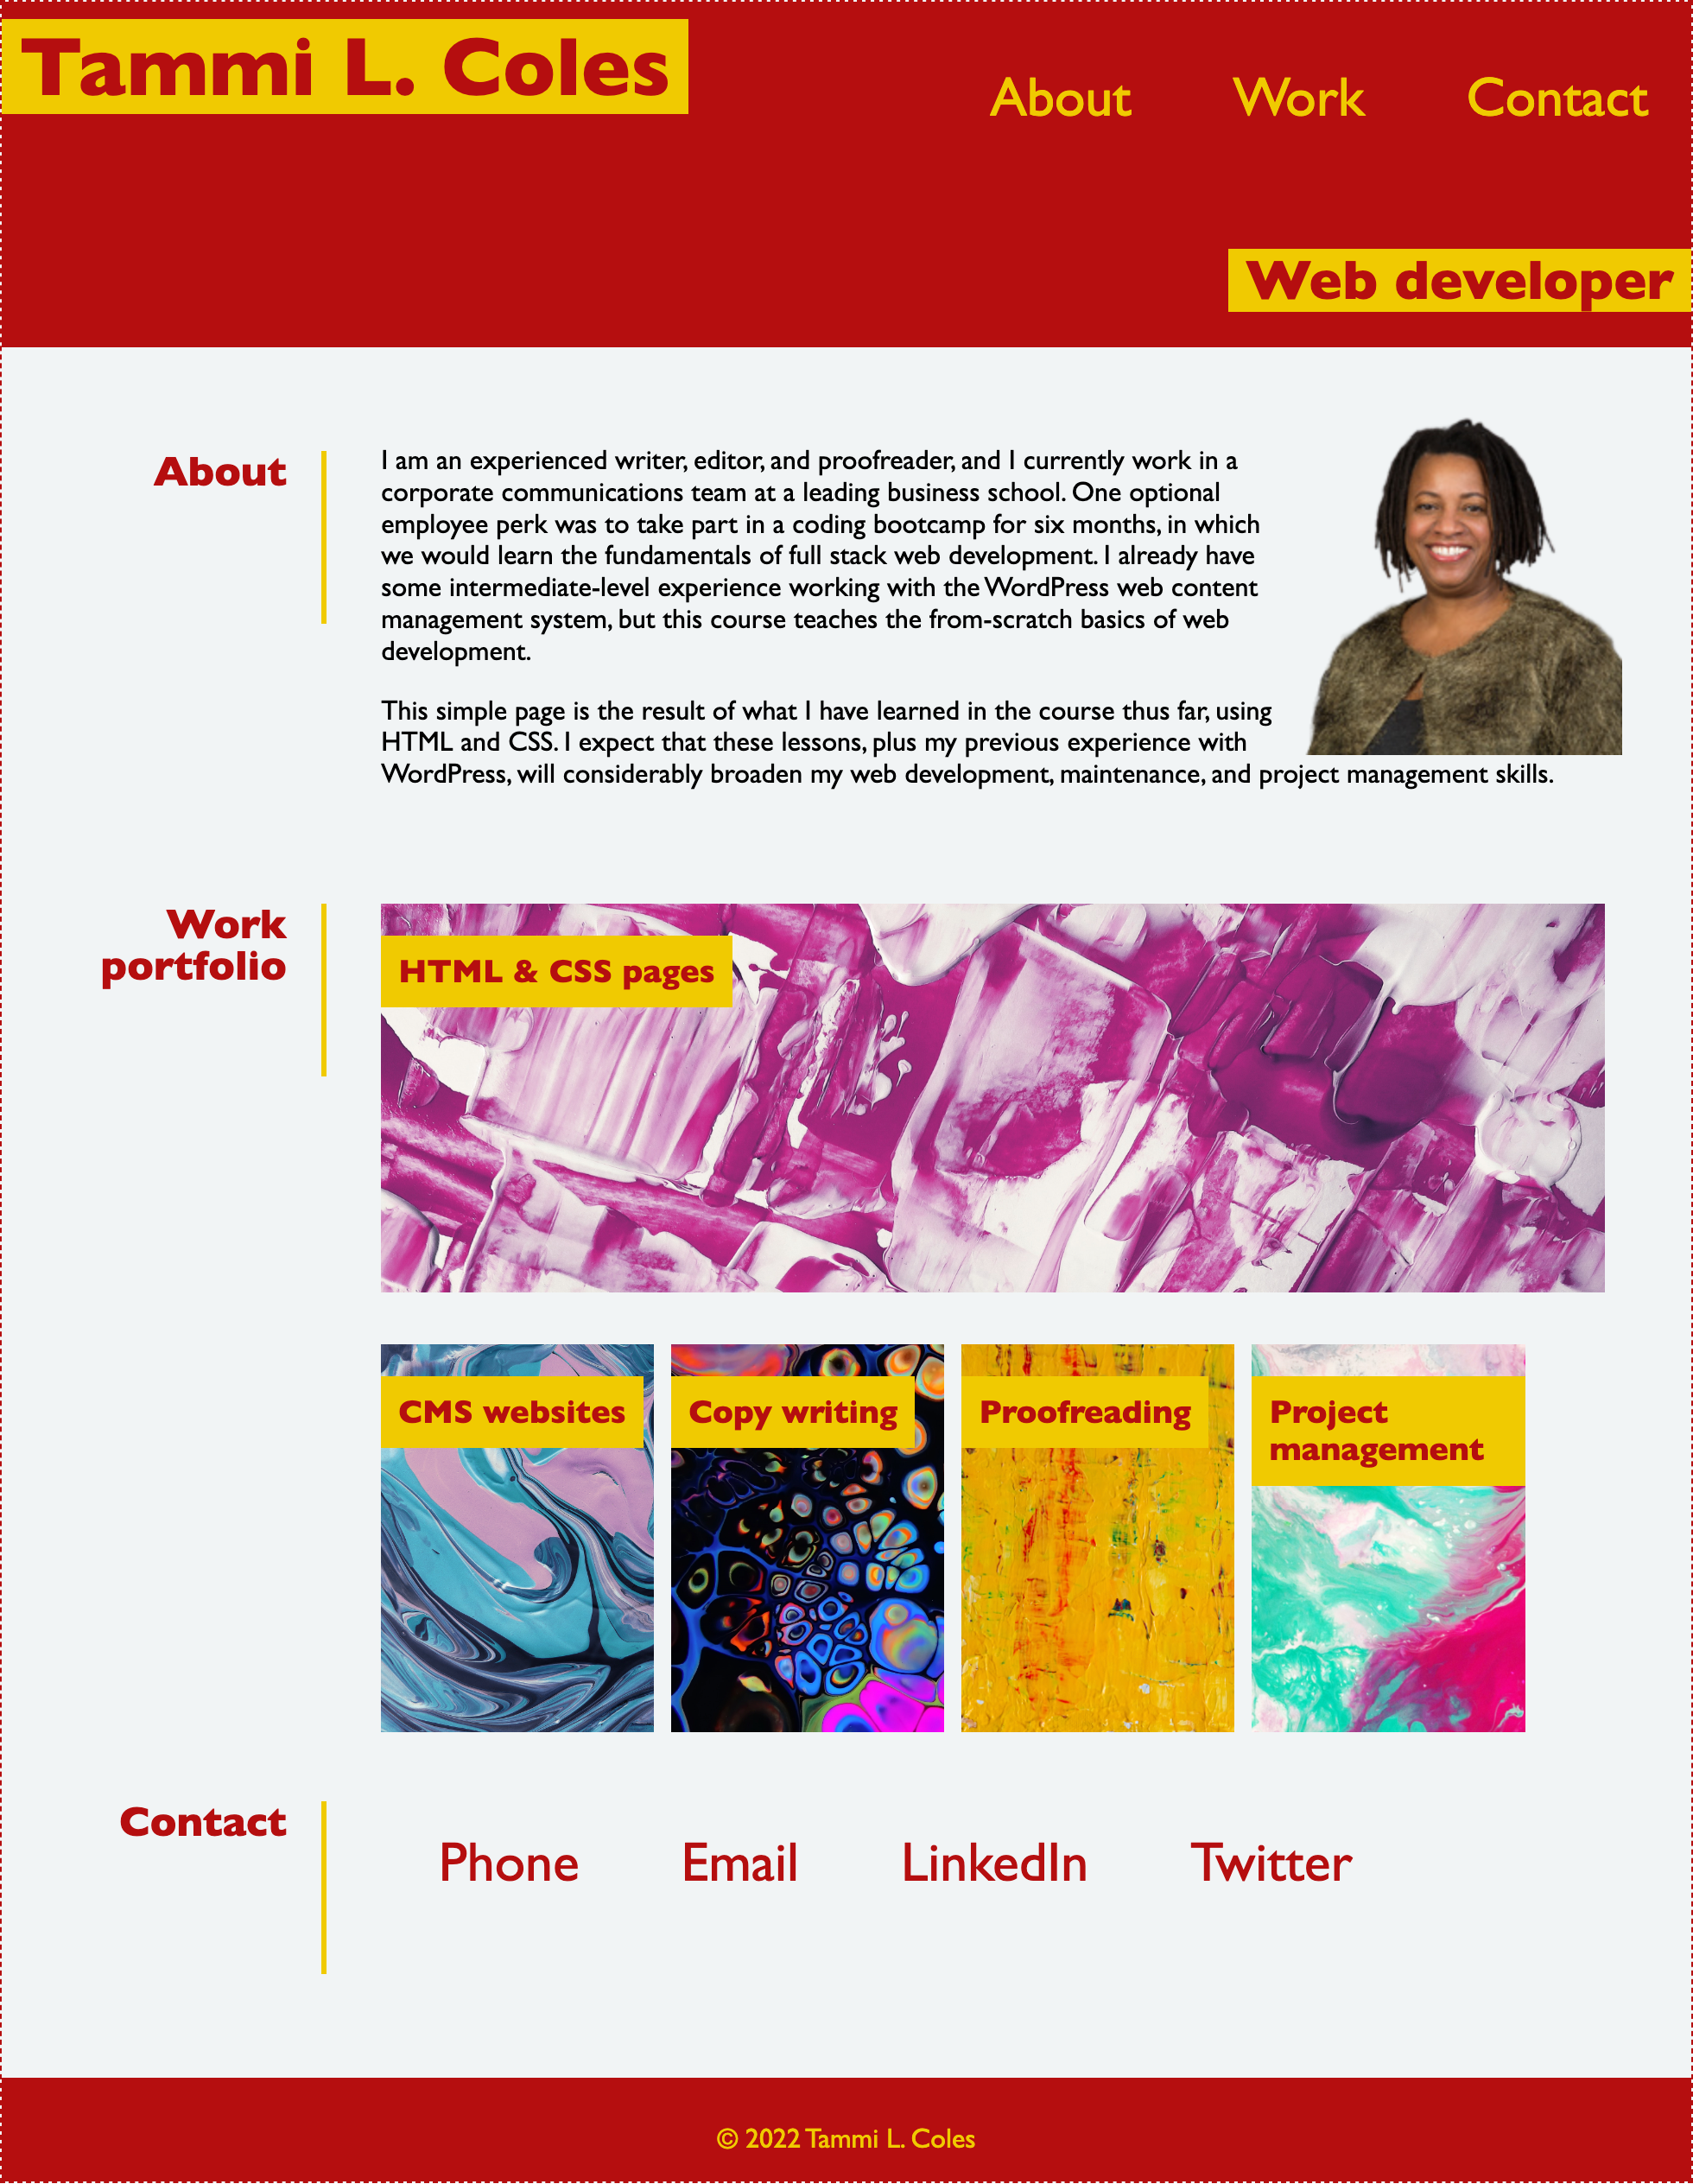 Tammi L. Coles
About Work Contact
Web developer
About
I am an experienced writer, editor, and proofreader, and I currently work in a
corporate communications team at a leading business school. One optional
employee perk was to take part in a coding bootcamp for six months, in which
we would learn the fundamentals of full stack web development. I already have
some intermediate-level experience working with the WordPress web content
management system, but this course teaches the from-scratch basics of web
development.
This simple page is the result of what I have learned in the course thus far, using
HTML and CSS. I expect that these lessons, plus my previous experience with
WordPress, will considerably broaden my web development, maintenance, and project management skills.
Work
portfolio
HTML & CSS pages
CMS websites
Copy writing
Proofreading
Project
management
Contact
Phone Email LinkedIn Twitter
© 2022 Tammi L. Coles